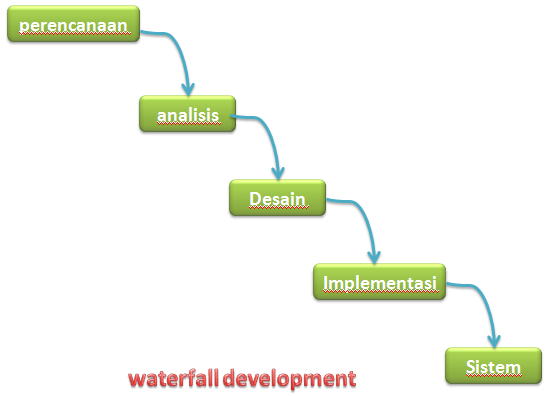 perencanaan
analisis
Desain
Implementasi
Sistem
waterfall development